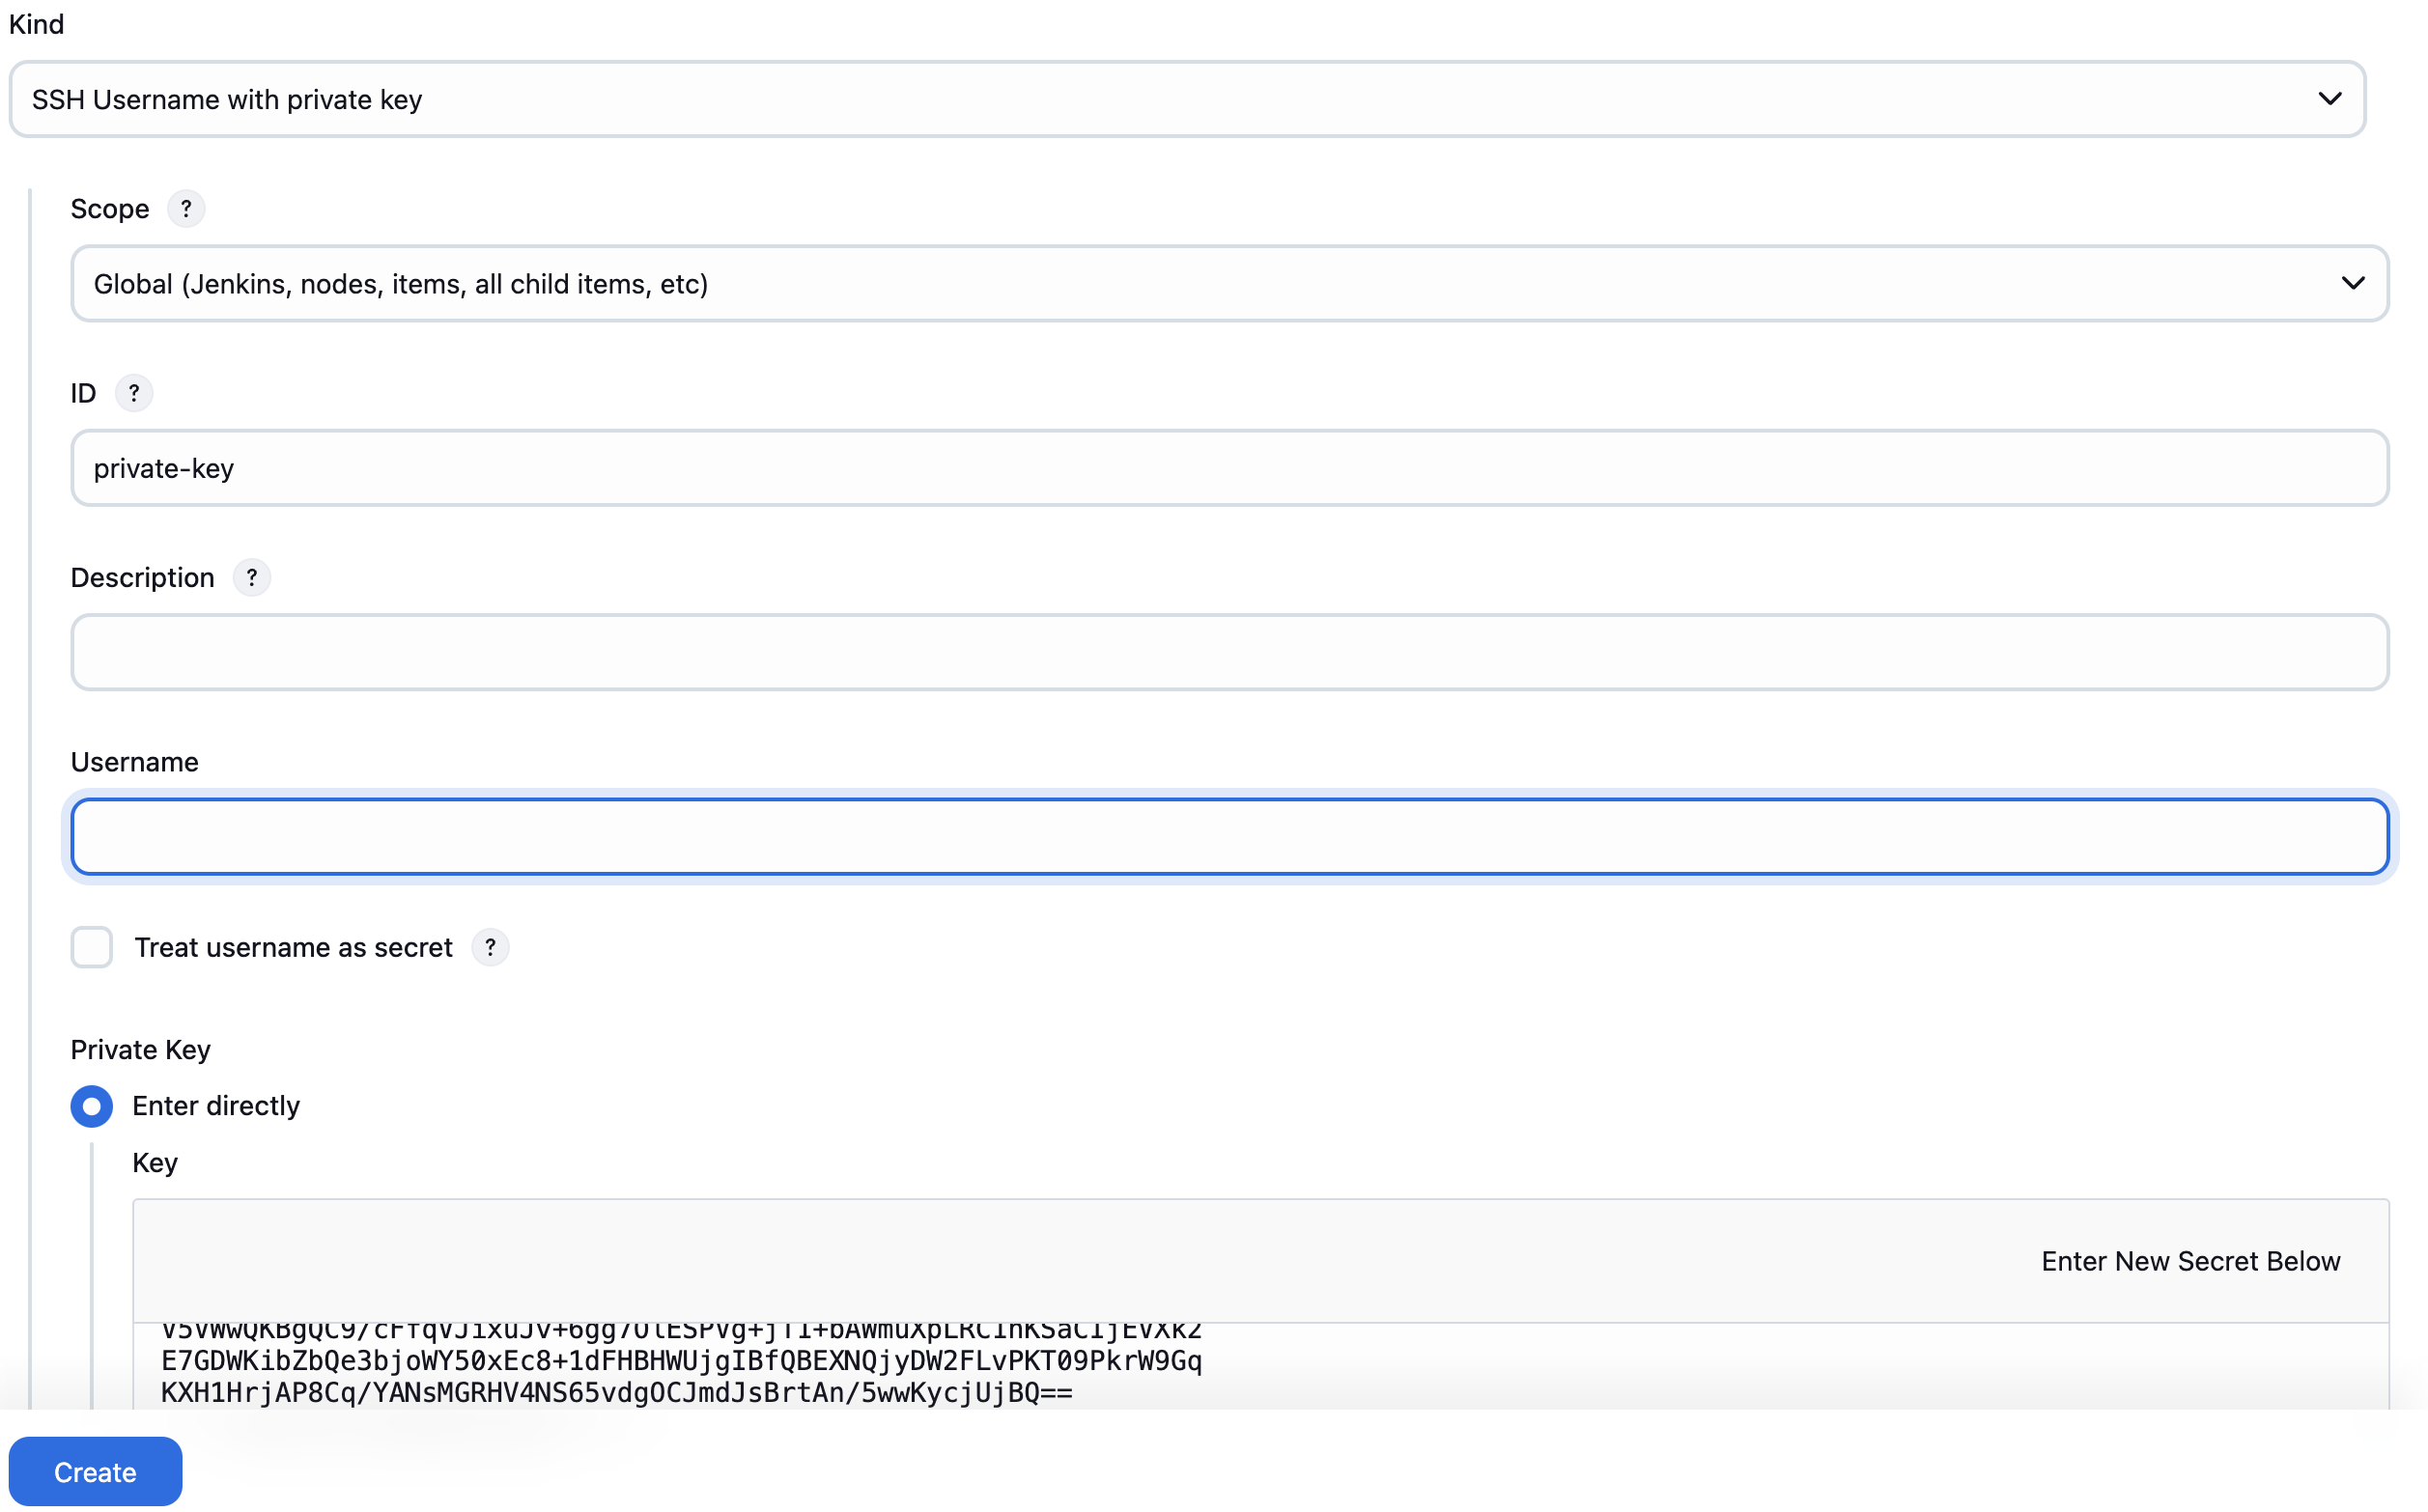 Kind
SSH Username with private key
Scope ?
Global (Jenkins, nodes, items, all child items, etc)
ID ?
private-key
Description ?
Username
Treat username as secret ?
Private Key
Enter directly
Key
Enter New Secret Below
E7GDWKibZbQe3bjoWY50xEc8+1dFHBHWUjgIBfQBEXNQjyDW2FLvPKT09PkrW9Gq
KXH1HrjAP8Cq/YANsMGRHV4NS65vdgOCJmdJsBrtAn/5wwKycjUjBQ==
Create